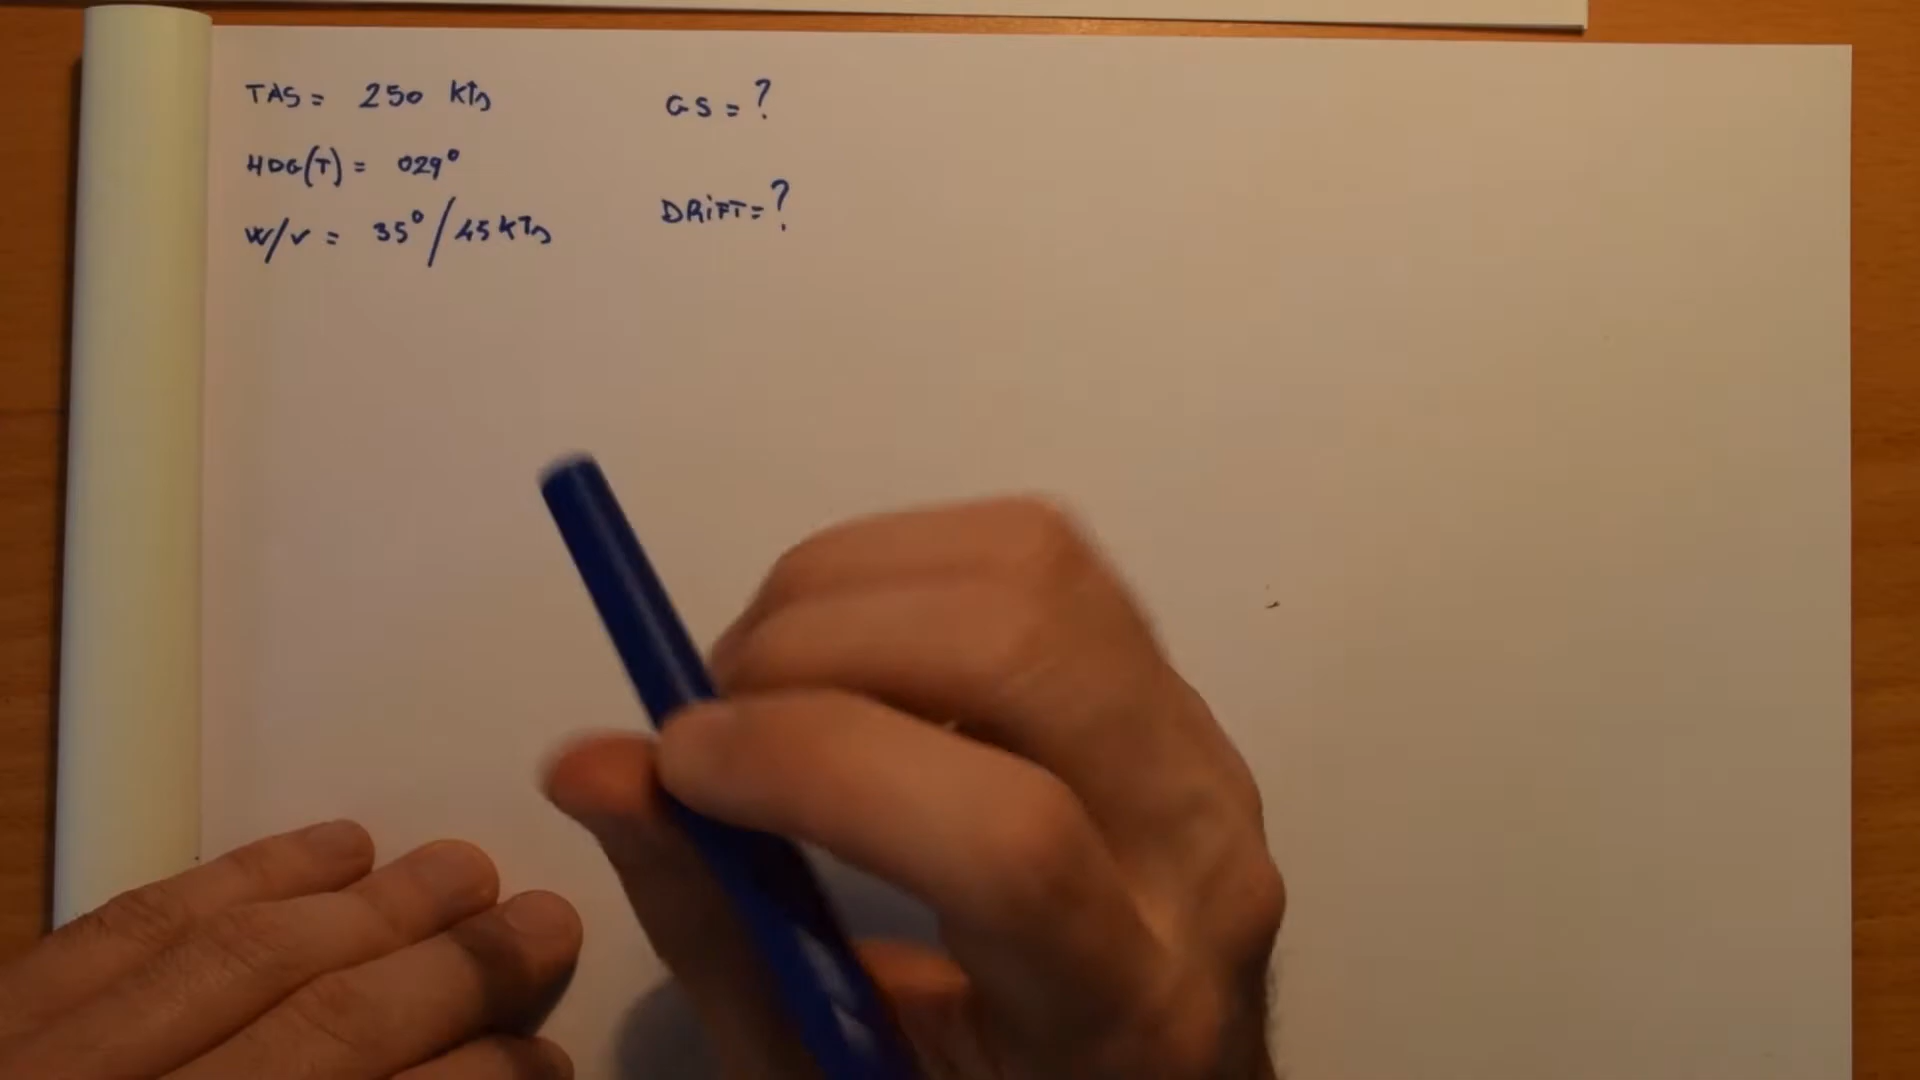 TAS = 250 kts
HDG(T) = 029°
W/V = 35°/45 kts
GS = ?
DRIFT = ?